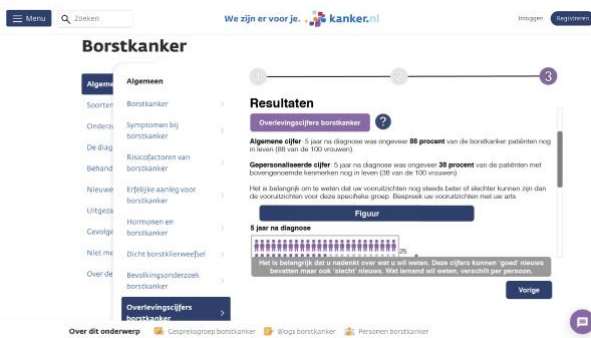 Menu
Zoeken
We zijn er voor je. kanker.nl
Inloggen
Registreren
Borstkanker
Algeme
Soorten
Onderzo
De diag
Behand
Nieuwe
Uitgeza
Gevolge
Niet me
Over de
Algemeen
Borstkanker
Symptomen bij
borstkanker
Risicofactoren van
borstkanker
Erfelijke aanleg voor
borstkanker
Hormonen en
borstkanker
Dicht borstklierweefsel
Bevolkingsonderzoek
borstkanker
Overlevingscijfers
borstkanker
1
2
3
Resultaten
Overlevingscijfers borstkanker
?
Algemene cijfer: 5 jaar na diagnose was ongeveer 88 procent van de borstkanker patiënten nog
in leven (88 van de 100 vrouwen).
Gepersonaliseerde cijfer: 5 jaar na diagnose was ongeveer 38 procent van de patiënten met
bovengenoemde kenmerken nog in leven (38 van de 100 vrouwen)
Het is belangrijk om te weten dat uw vooruitzichten nog steeds beter of slechter kunnen zijn dan
de vooruitzichten voor deze specifieke groep. Bespreek uw vooruitzichten met uw arts.
Figuur
5 jaar na diagnose
25
Het is belangrijk dat u nadenkt over wat u wil weten. Deze cijfers kunnen 'goed' nieuws
bevatten maar ook 'slecht' nieuws. Wat iemand wil weten, verschilt per persoon.
Vorige
Over dit onderwerp
Gespreksgroep borstkanker
Blogs borstkanker
Personen borstkanker